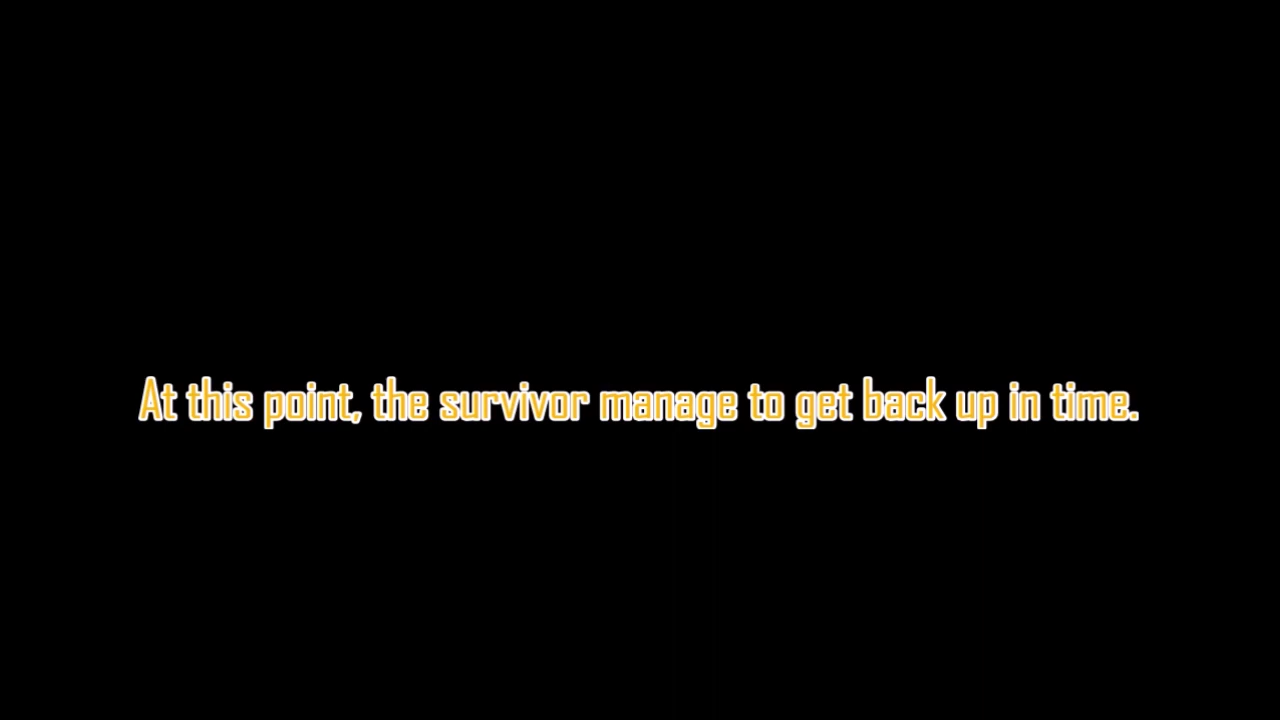 At this point, the survivor manage to get back up in time.